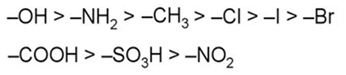 –OH > –NH₂ > –CH₃ > –Cl > –I > –Br
–COOH > –SO₃H > –NO₂